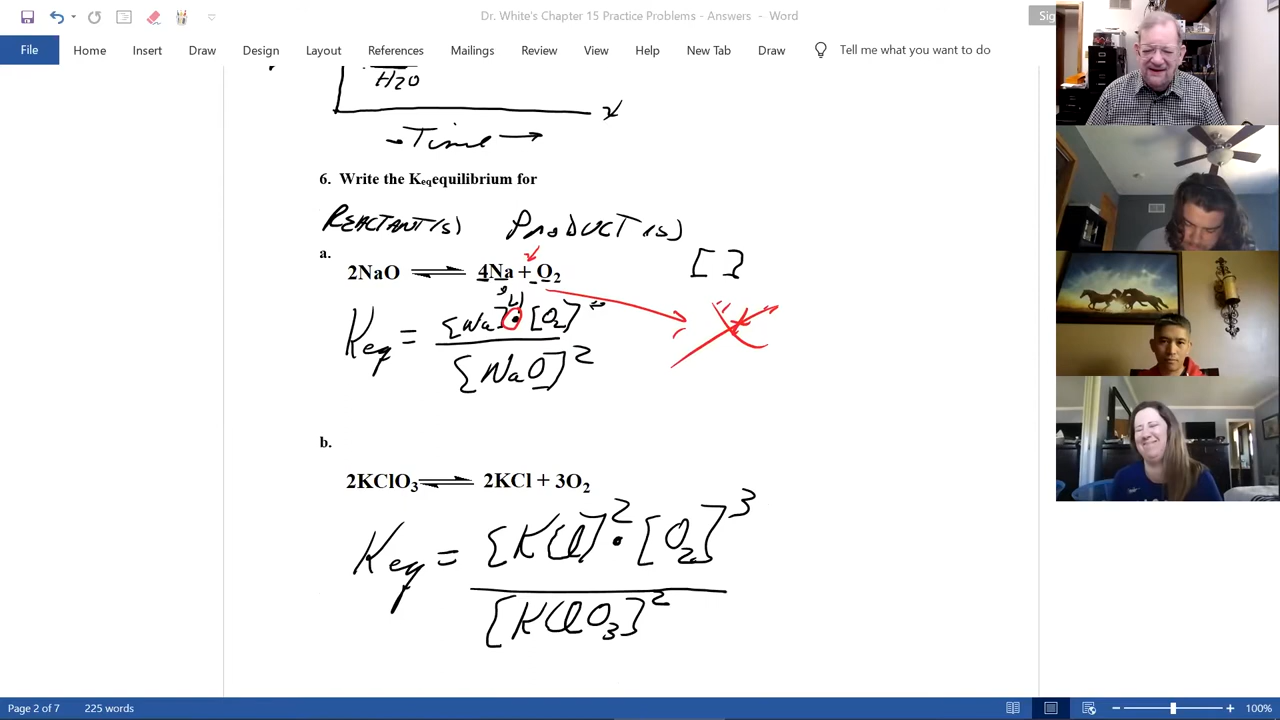 Dr. White's Chapter 15 Practice Problems - Answers - Word
File Home Insert Draw Design Layout References Mailings Review View Help New Tab Draw Tell me what you want to do
H2O
Time → x
6. Write the Keqequilibrium for
REACTANT(s) PRODUCT(s)
a.
2NaO ⇌ 4Na + O₂ [ ]
Keq = [Na]⁴ • [O₂]
[NaO]²
b.
2KClO₃ ⇌ 2KCl + 3O₂
Keq = [KCl]² • [O₂]³
[KClO₃]²
Page 2 of 7 225 words 100%